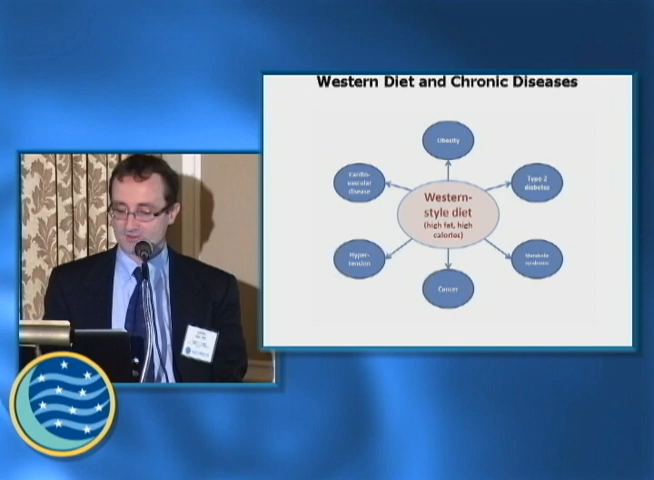 Western Diet and Chronic Diseases
Obesity
Cardio-
vascular
disease
Type-2
diabetes
Western-
style diet
(high fat, high
calories)
Hyper-
tension
Metabolic
syndrome
Cancer